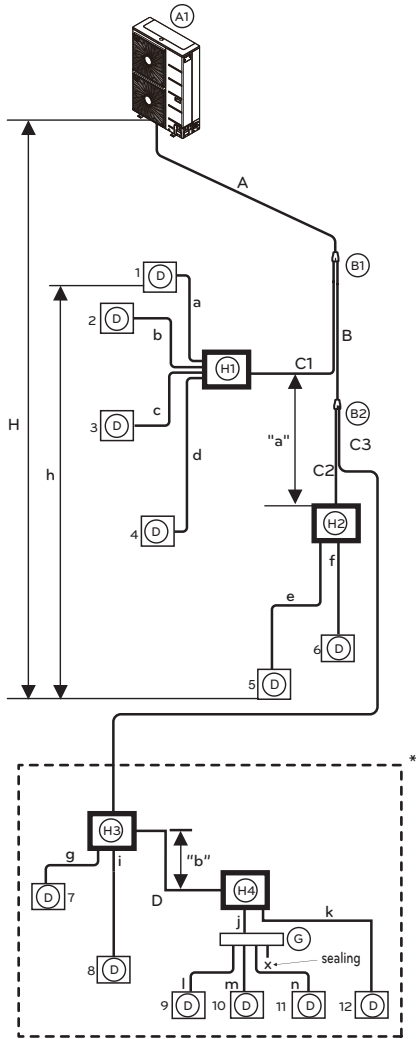 A1
A
B1
1 D
a
2 D
b
H1
C1
B
H
c
3 D
d
"a"
B2
C3
h
C2
4 D
H2
f
e
6 D
5 D
*
H3
g
i
"b"
D
H4
k
7
D
j
G
8 D
sealing
x
l
m
n
9 D
10 D
11 D
12 D